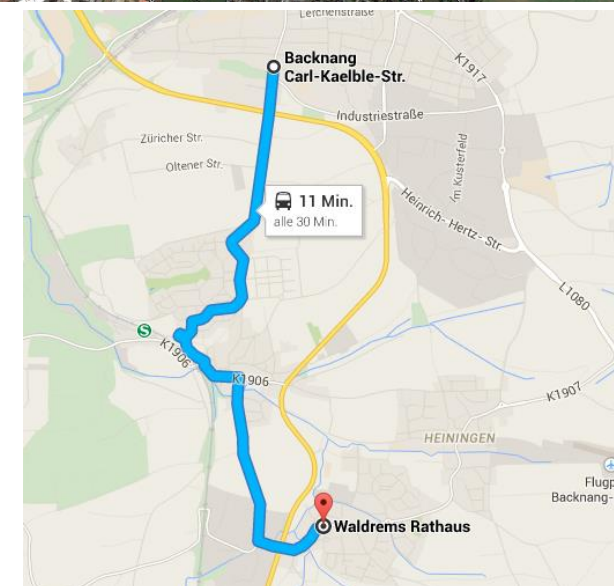 Lerchenstraße
Backnang
Carl-Kaelble-Str.
K1917
Industriestraße
Züricher Str.
Oltener Str.
Im Kusterfeld
11 Min.
alle 30 Min.
Heinrich- Hertz- Str.
L1080
S
K1906
K1906
K1907
HEININGEN
Flugp
Backnang-
Waldrems Rathaus